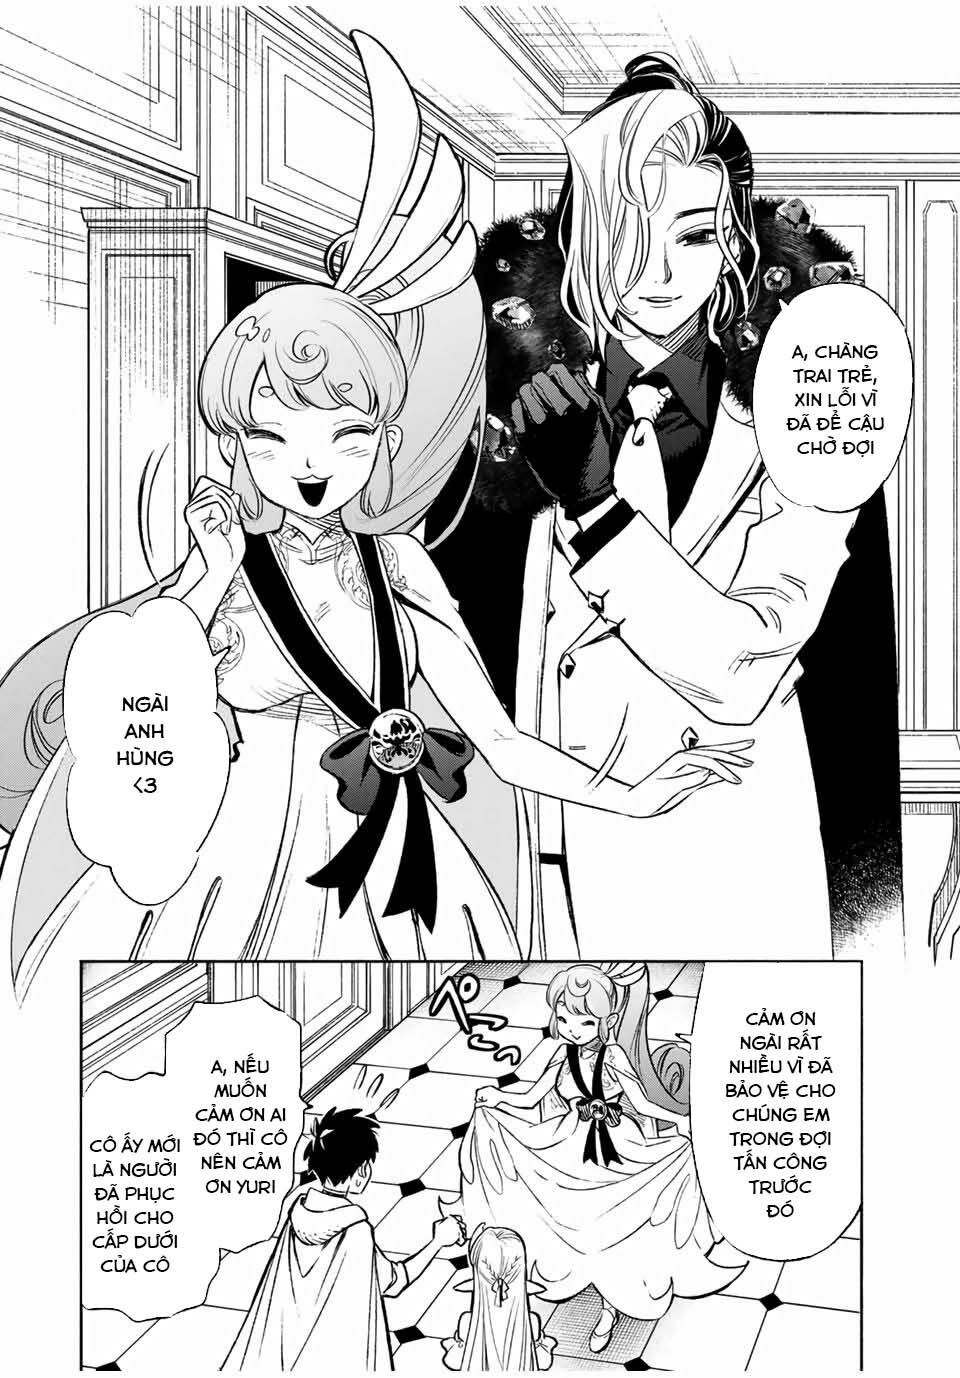 A, CHÀNG
TRAI TRẺ,
XIN LỖI VÌ
ĐÃ ĐỂ CẬU
CHỜ ĐỢI
NGÀI
ANH
HÙNG
<3
CẢM ƠN
NGÀI RẤT
NHIỀU VÌ ĐÃ
BẢO VỆ CHO
CHÚNG EM
TRONG ĐỢT
TẤN CÔNG
TRƯỚC
ĐÓ
ペこっ
A, NẾU
MUỐN
CẢM ƠN AI
ĐÓ THÌ CÔ
NÊN CẢM
ƠN YURI
CÔ ẤY MỚI
LÀ NGƯỜI
ĐÃ PHỤC
HỒI CHO
CẤP DƯỚI
CỦA CÔ